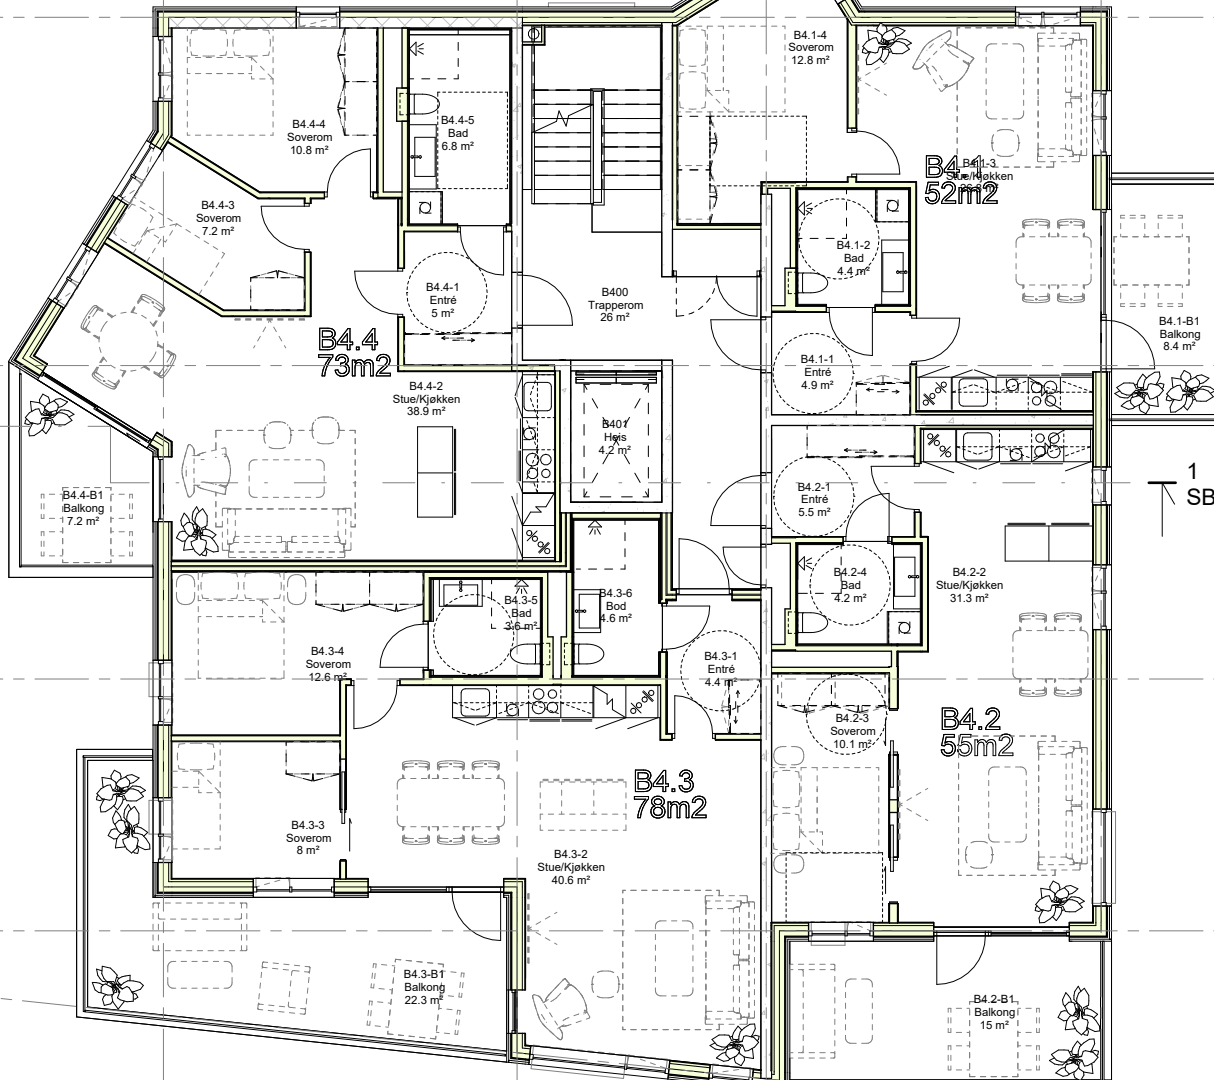 B4.1-4
Soverom
12.8 m²
B4.4-4
Soverom
10.8 m²
B4.4-5
Bad
6.8 m²
B4.1
52m2
B4.1-3
Stue/Kjøkken
B4.4-3
Soverom
7.2 m²
B4.1-2
Bad
4.4 m²
B4.4-1
Entré
5 m²
B400
Trapperom
26 m²
B4.1-B1
Balkong
8.4 m²
B4.4
73m2
B4.1-1
Entré
4.9 m²
B4.4-2
Stue/Kjøkken
38.9 m²
B401
Heis
4.2 m²
1
SB
B4.4-B1
Balkong
7.2 m²
B4.2-1
Entré
5.5 m²
B4.2-4
Bad
4.2 m²
B4.2-2
Stue/Kjøkken
31.3 m²
B4.3-5
Bad
3.6 m²
B4.3-6
Bod
4.6 m²
B4.3-4
Soverom
12.6 m²
B4.3-1
Entré
4.4 m²
B4.2-3
Soverom
10.1 m²
B4.2
55m2
B4.3
78m2
B4.3-3
Soverom
8 m²
B4.3-2
Stue/Kjøkken
40.6 m²
B4.3-B1
Balkong
22.3 m²
B4.2-B1
Balkong
15 m²